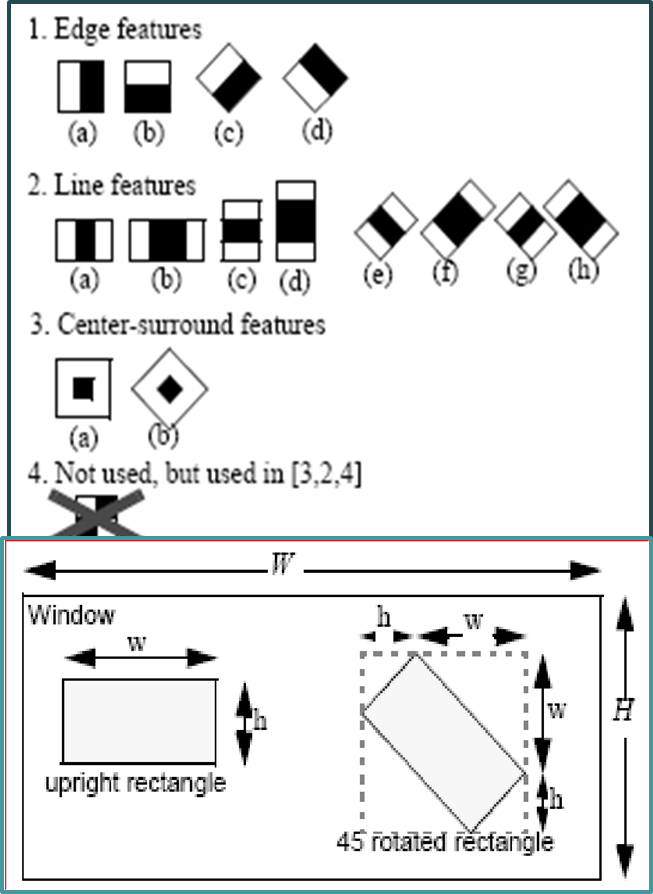 1. Edge features
(a) (b) (c) (d)
2. Line features
(a) (b) (c) (d) (e) (f) (g) (h)
3. Center-surround features
(a) (b)
4. Not used, but used in [3,2,4]
W
Window
h w
w
h
w
H
h
upright rectangle
45 rotated rectangle